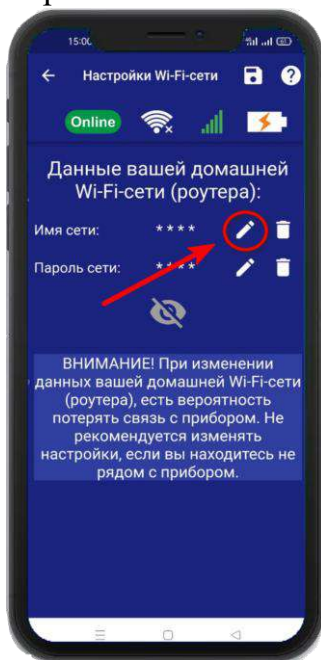 15:00
Настройки Wi-Fi-сети
?
Online
Данные вашей домашней
Wi-Fi-сети (роутера):
Имя сети: ****
Пароль сети: ****
ВНИМАНИЕ! При изменении
данных вашей домашней Wi-Fi-сети
(роутера), есть вероятность
потерять связь с прибором. Не
рекомендуется изменять
настройки, если вы находитесь не
рядом с прибором.